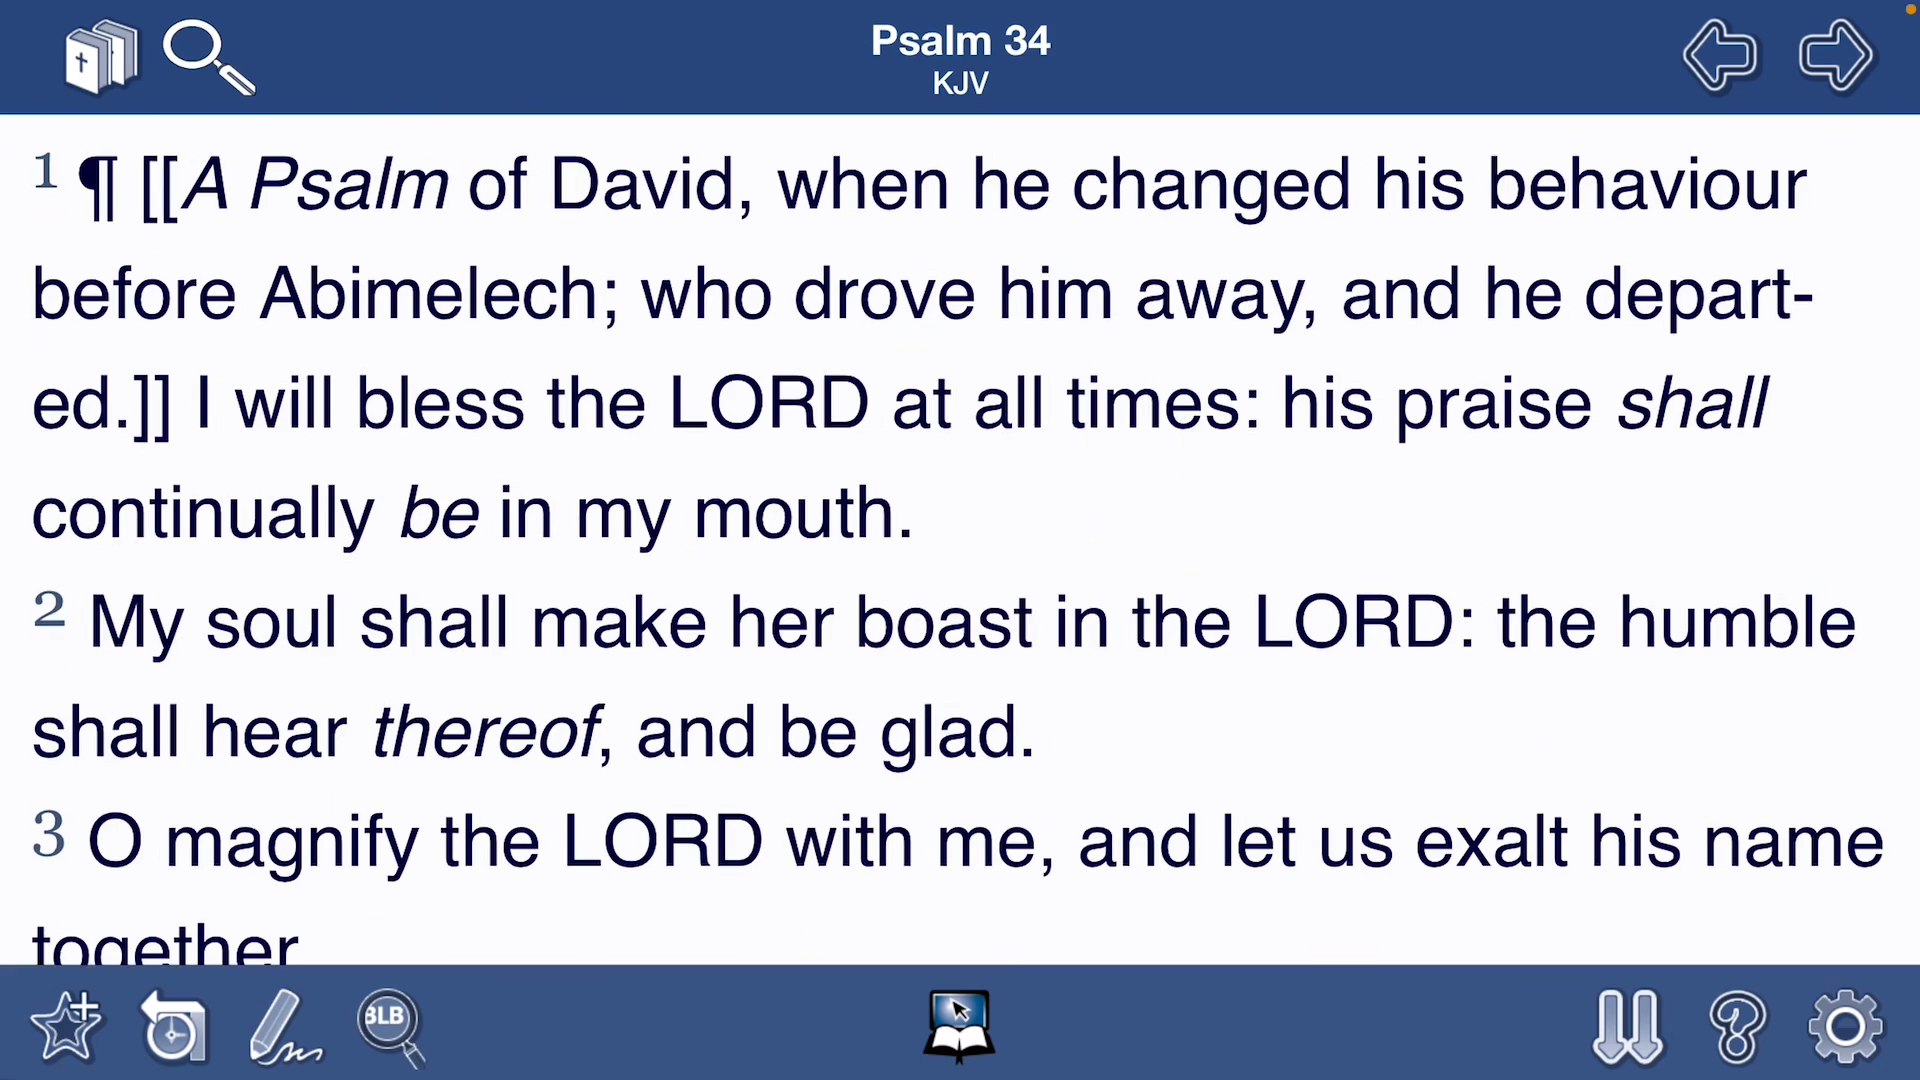 Psalm 34
KJV
1 ¶ [[A Psalm of David, when he changed his behaviour
before Abimelech; who drove him away, and he depart-
ed.]] I will bless the LORD at all times: his praise shall
continually be in my mouth.
2 My soul shall make her boast in the LORD: the humble
shall hear thereof, and be glad.
3 O magnify the LORD with me, and let us exalt his name
together
BLB